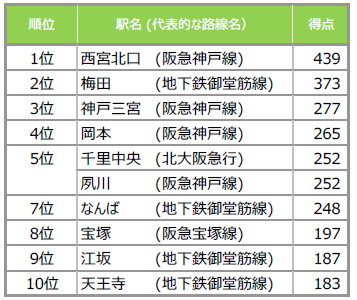 順位 駅名 (代表的な路線名) 得点
1位 西宮北口 (阪急神戸線) 439
2位 梅田 (地下鉄御堂筋線) 373
3位 神戸三宮 (阪急神戸線) 277
4位 岡本 (阪急神戸線) 265
5位 千里中央 (北大阪急行) 252
夙川 (阪急神戸線) 252
7位 なんば (地下鉄御堂筋線) 248
8位 宝塚 (阪急宝塚線) 197
9位 江坂 (地下鉄御堂筋線) 187
10位 天王寺 (地下鉄御堂筋線) 183